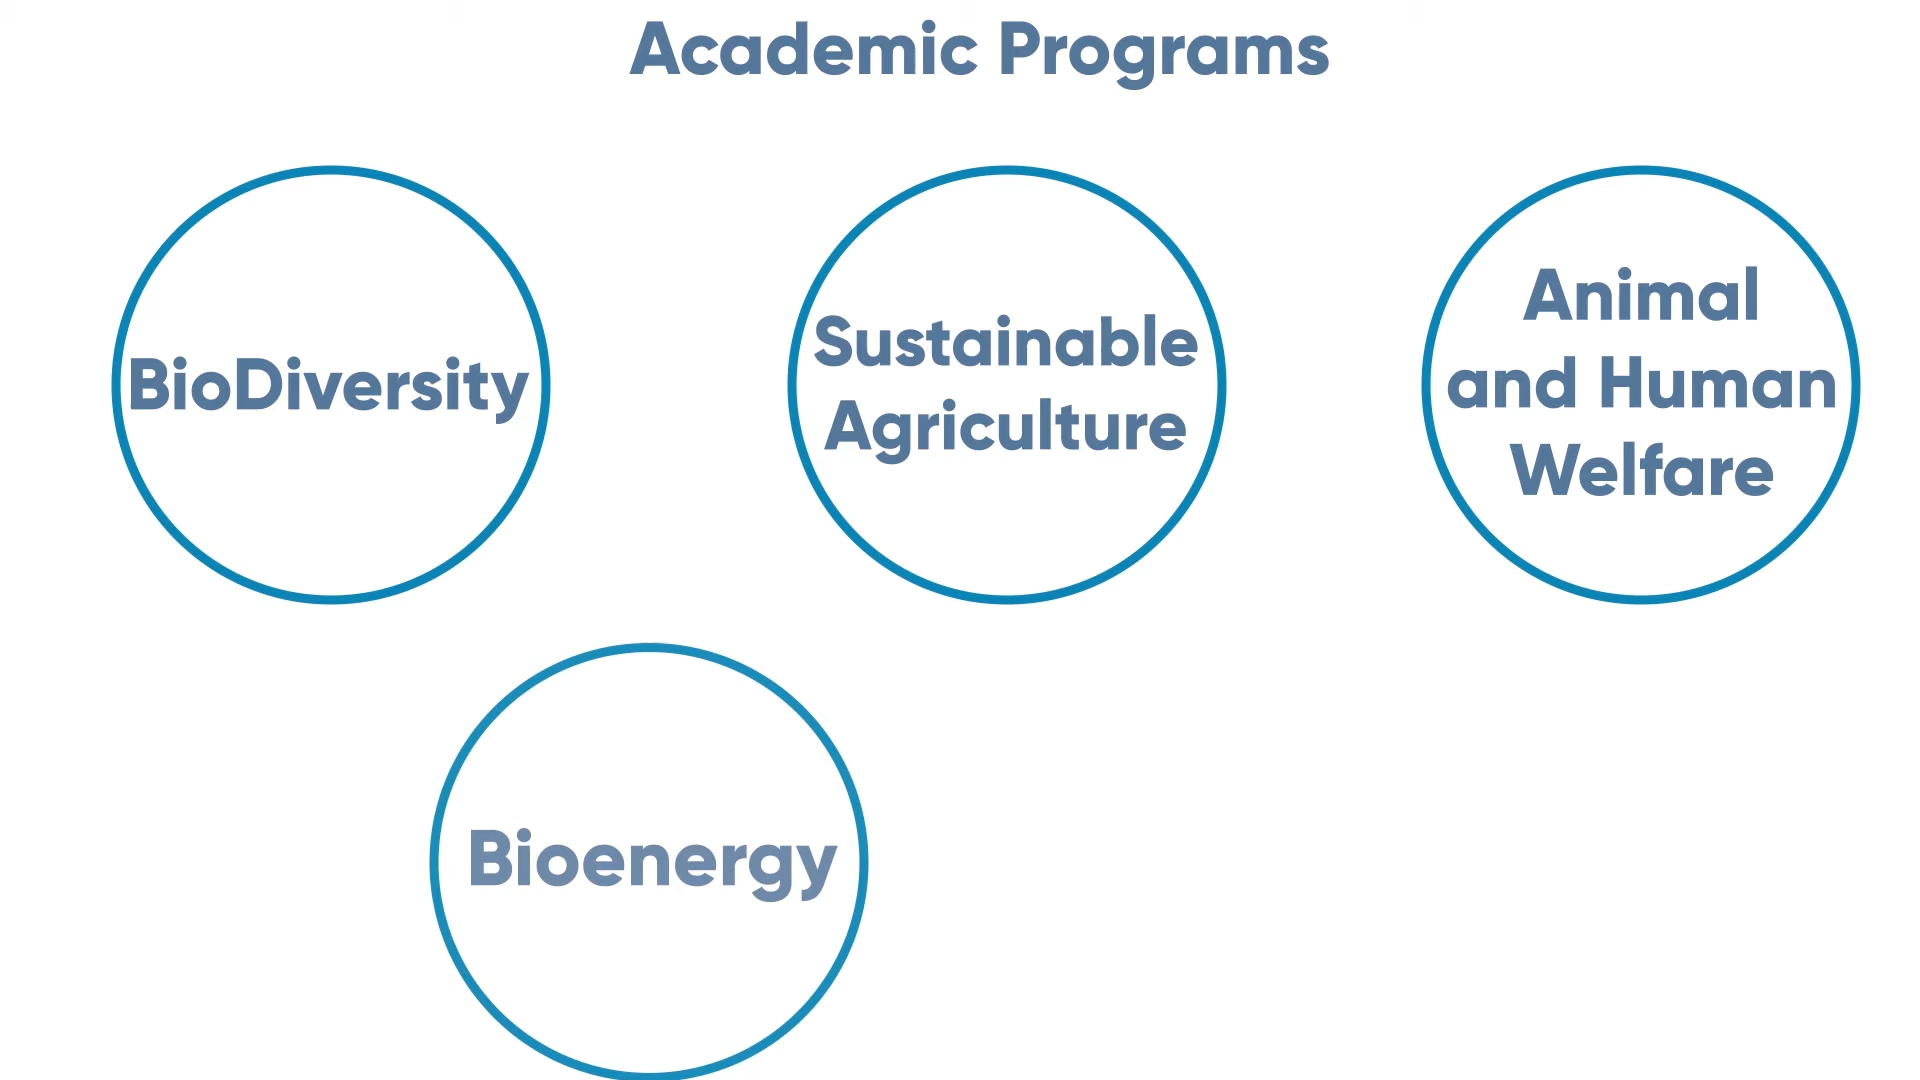 Academic Programs
BioDiversity
Sustainable
Agriculture
Animal
and Human
Welfare
Bioenergy